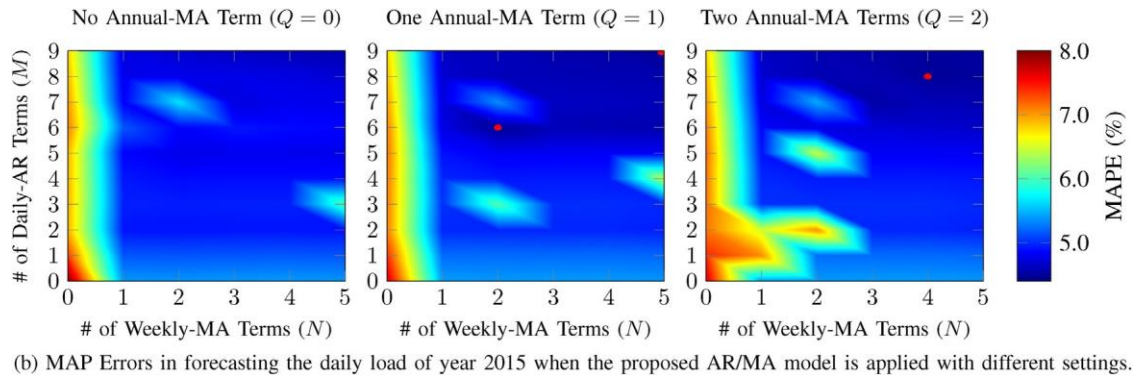 No Annual-MA Term (Q = 0)
One Annual-MA Term (Q = 1)
Two Annual-MA Terms (Q = 2)
# of Daily-AR Terms (M)
9
8
7
6
5
4
3
2
1
0
0 1 2 3 4 5
# of Weekly-MA Terms (N)
9
8
7
6
5
4
3
2
1
0
0 1 2 3 4 5
# of Weekly-MA Terms (N)
9
8
7
6
5
4
3
2
1
0
0 1 2 3 4 5
# of Weekly-MA Terms (N)
8.0
7.0
6.0
5.0
MAPE (%)
(b) MAP Errors in forecasting the daily load of year 2015 when the proposed AR/MA model is applied with different settings.